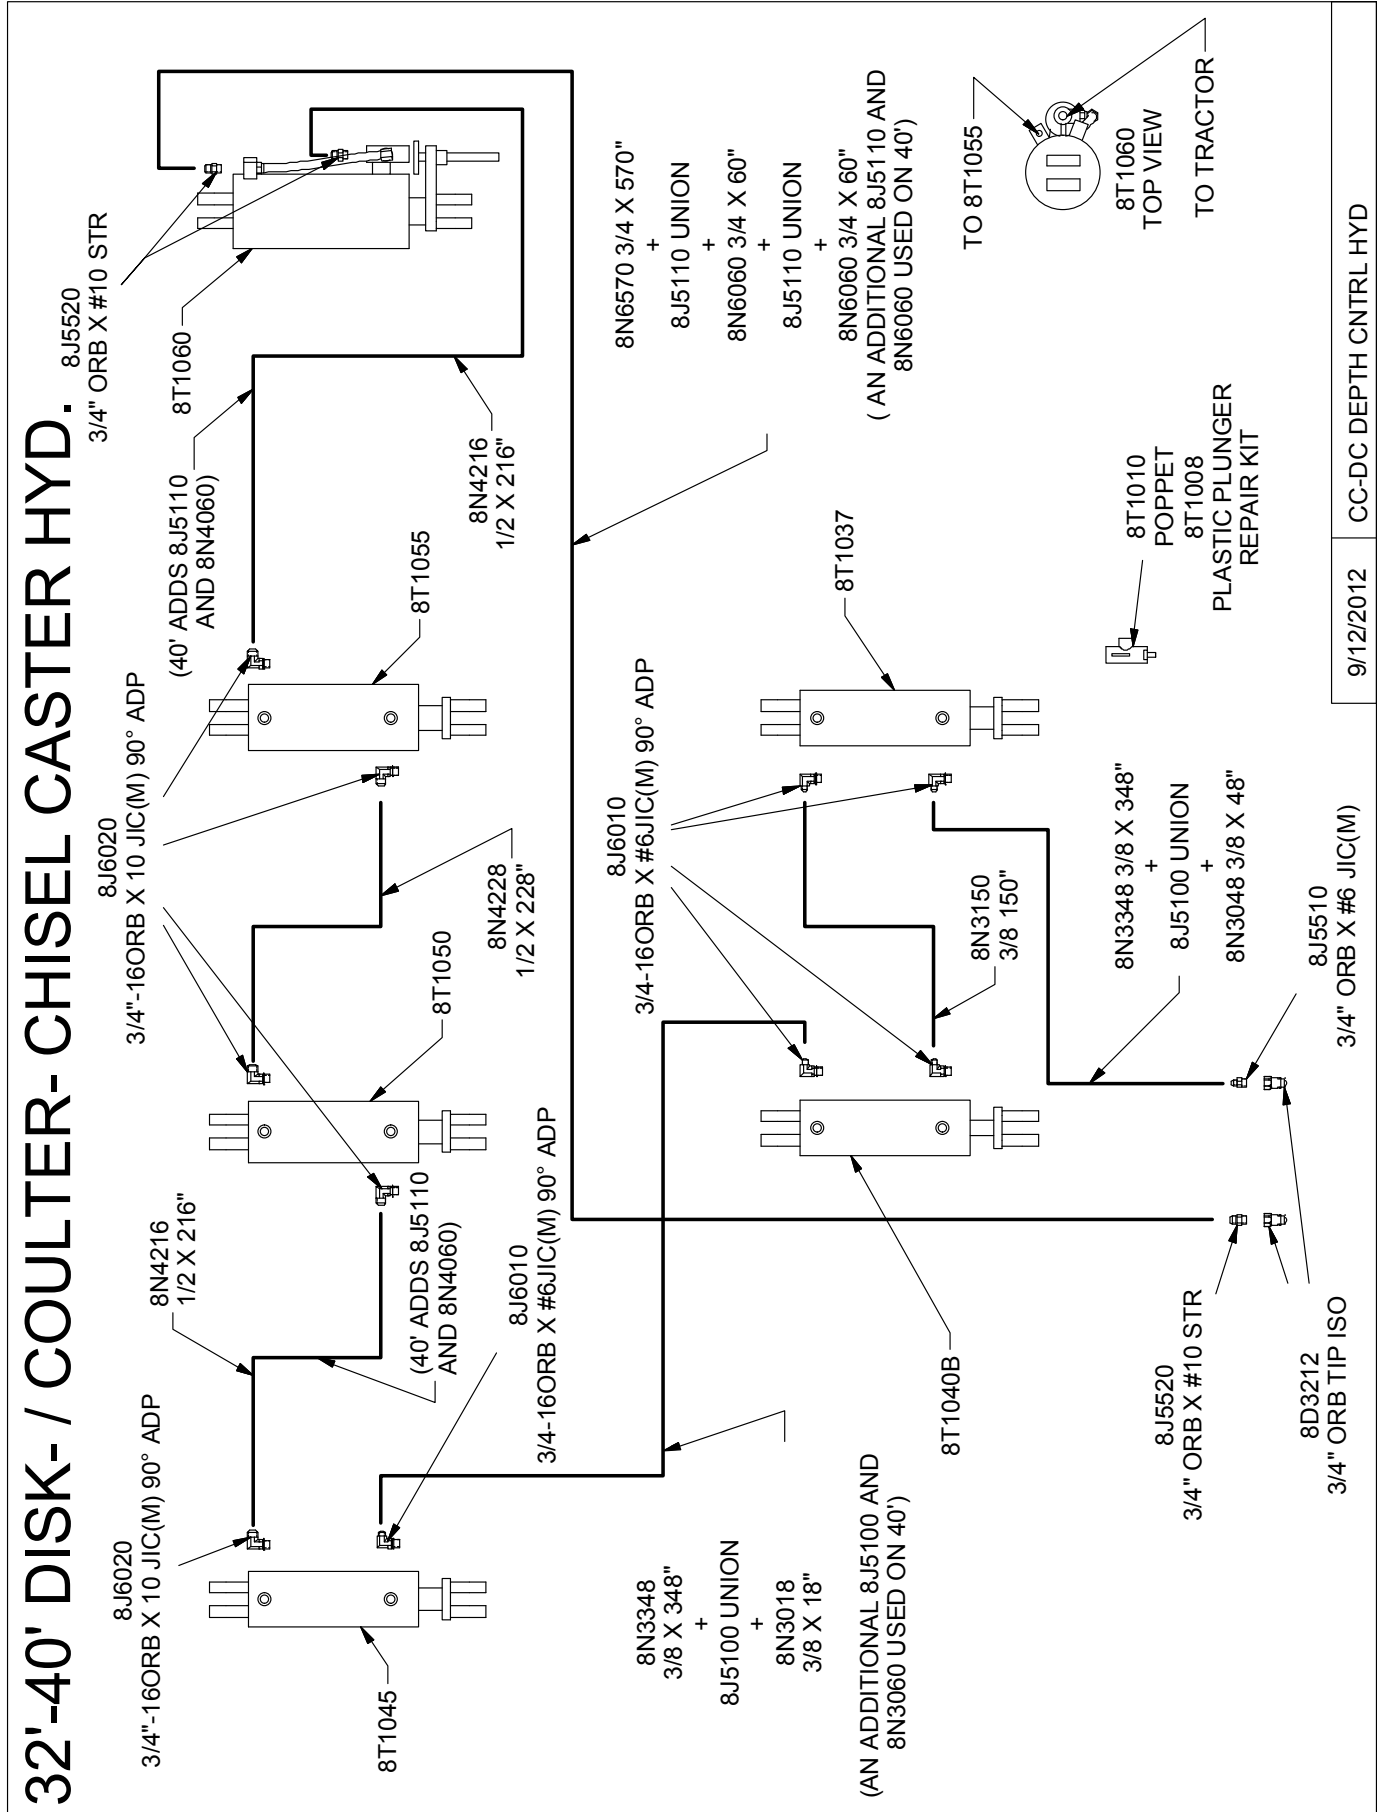 32'-40' DISK- / COULTER- CHISEL CASTER HYD.
8J6020
3/4"-16ORB X 10 JIC(M) 90° ADP
8N4216
1/2 X 216"
8J6020
3/4"-16ORB X 10 JIC(M) 90° ADP
(40' ADDS 8J5110
AND 8N4060)
8T1060
8J5520
3/4" ORB X #10 STR
8T1045
(40' ADDS 8J5110
AND 8N4060)
8T1050
8N4228
1/2 X 228"
8T1055
8N4216
1/2 X 216"
8J6010
3/4-16ORB X #6JIC(M) 90° ADP
8J6010
3/4-16ORB X #6JIC(M) 90° ADP
8N6570 3/4 X 570"
+
8J5110 UNION
+
8N6060 3/4 X 60"
+
8J5110 UNION
+
8N6060 3/4 X 60"
( AN ADDITIONAL 8J5110 AND
8N6060 USED ON 40')
8N3348
3/8 X 348"
+
8J5100 UNION
+
8N3018
3/8 X 18"
(AN ADDITIONAL 8J5100 AND
8N3060 USED ON 40')
8T1040B
8N3150
3/8 150"
8T1037
TO 8T1055
8T1060
TOP VIEW
TO TRACTOR
8N3348 3/8 X 348"
+
8J5100 UNION
+
8N3048 3/8 X 48"
8T1010
POPPET
8T1008
PLASTIC PLUNGER
REPAIR KIT
8J5520
3/4" ORB X #10 STR
8D3212
3/4" ORB TIP ISO
8J5510
3/4" ORB X #6 JIC(M)
9/12/2012
CC-DC DEPTH CNTRL HYD